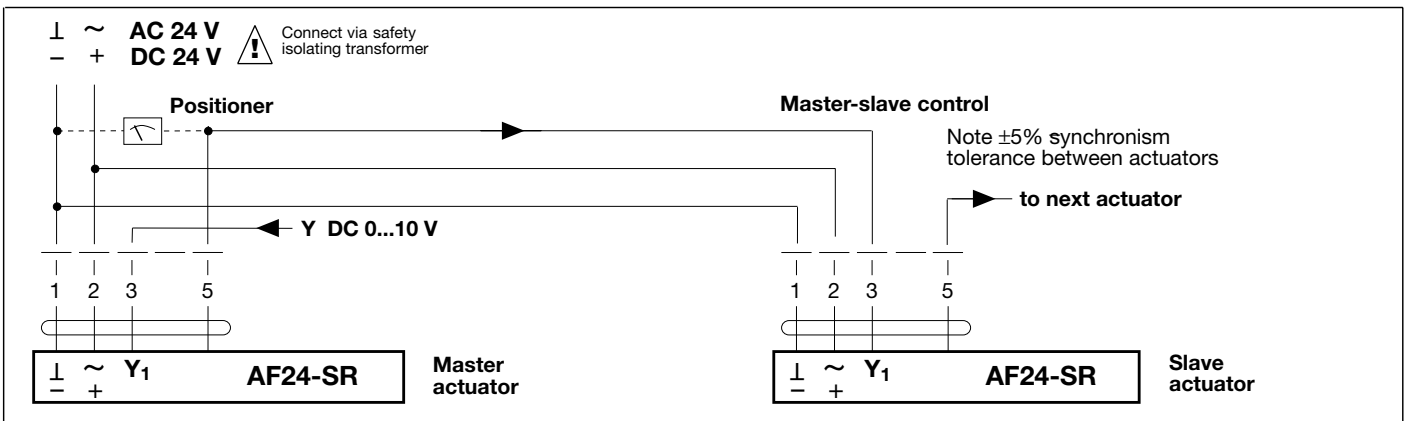 ⊥ ~ AC 24 V
– + DC 24 V
Connect via safety
isolating transformer
Positioner
Master-slave control
Note ±5% synchronism
tolerance between actuators
to next actuator
Y DC 0...10 V
1 2 3 5
1 2 3 5
⊥ ~ Y1 AF24-SR
– +
Master
actuator
⊥ ~ Y1 AF24-SR
– +
Slave
actuator